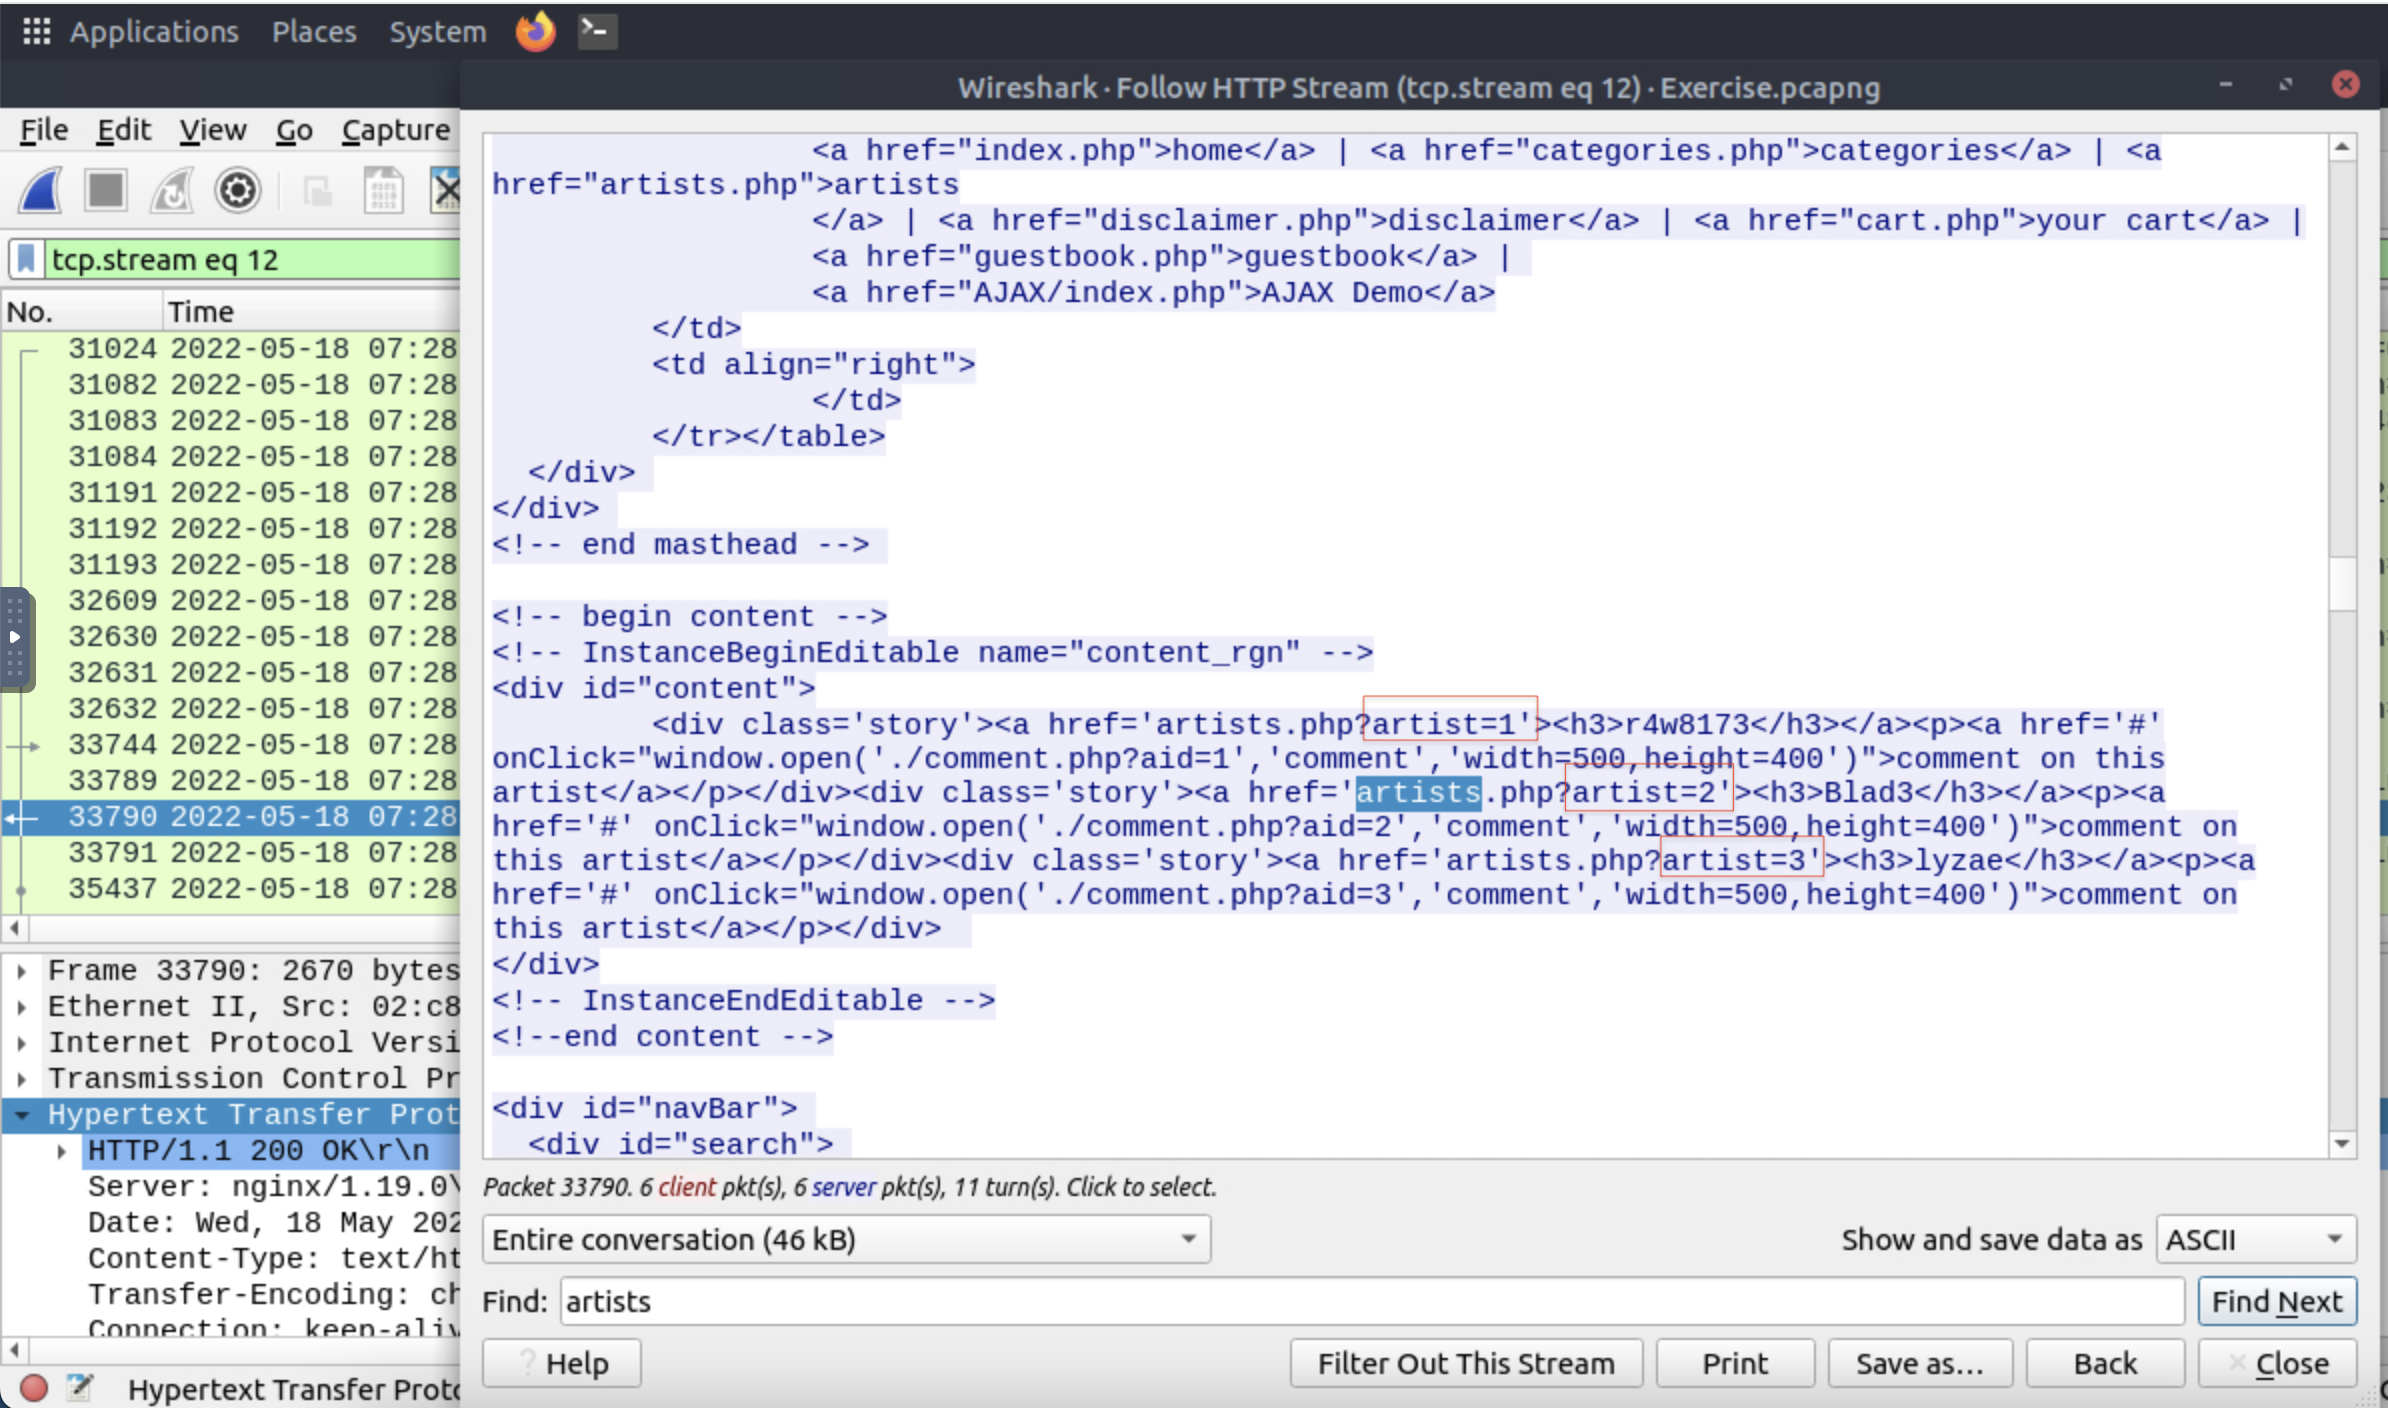 Applications Places System
Wireshark · Follow HTTP Stream (tcp.stream eq 12) · Exercise.pcapng
File Edit View Go Capture
tcp.stream eq 12
No. Time
31024 2022-05-18 07:28
31082 2022-05-18 07:28
31083 2022-05-18 07:28
31084 2022-05-18 07:28
31191 2022-05-18 07:28
31192 2022-05-18 07:28
31193 2022-05-18 07:28
32609 2022-05-18 07:28
32630 2022-05-18 07:28
32631 2022-05-18 07:28
32632 2022-05-18 07:28
33744 2022-05-18 07:28
33789 2022-05-18 07:28
33790 2022-05-18 07:28
33791 2022-05-18 07:28
35437 2022-05-18 07:28
Frame 33790: 2670 bytes
Ethernet II, Src: 02:c8
Internet Protocol Versi
Transmission Control Pr
Hypertext Transfer Prot
HTTP/1.1 200 OK\r\n
Server: nginx/1.19.0\
Date: Wed, 18 May 202
Content-Type: text/ht
Transfer-Encoding: ch
Connection: keep-aliv
Hypertext Transfer Proto
<a href="index.php">home</a> | <a href="categories.php">categories</a> | <a
href="artists.php">artists
</a> | <a href="disclaimer.php">disclaimer</a> | <a href="cart.php">your cart</a> |
<a href="guestbook.php">guestbook</a> |
<a href="AJAX/index.php">AJAX Demo</a>
</td>
<td align="right">
</td>
</tr></table>
</div>
</div>
<!-- end masthead -->
<!-- begin content -->
<!-- InstanceBeginEditable name="content_rgn" -->
<div id="content">
<div class='story'><a href='artists.php?artist=1'><h3>r4w8173</h3></a><p><a href='#'
onClick="window.open('./comment.php?aid=1','comment','width=500,height=400')">comment on this
artist</a></p></div><div class='story'><a href='artists.php?artist=2'><h3>Blad3</h3></a><p><a
href='#' onClick="window.open('./comment.php?aid=2','comment','width=500,height=400')">comment on
this artist</a></p></div><div class='story'><a href='artists.php?artist=3'><h3>lyzae</h3></a><p><a
href='#' onClick="window.open('./comment.php?aid=3','comment','width=500,height=400')">comment on
this artist</a></p></div>
</div>
<!-- InstanceEndEditable -->
<!--end content -->
<div id="navBar">
<div id="search">
Packet 33790. 6 client pkt(s), 6 server pkt(s), 11 turn(s). Click to select.
Entire conversation (46 kB)
Show and save data as ASCII
Find: artists
Find Next
Help
Filter Out This Stream
Print
Save as…
Back
Close